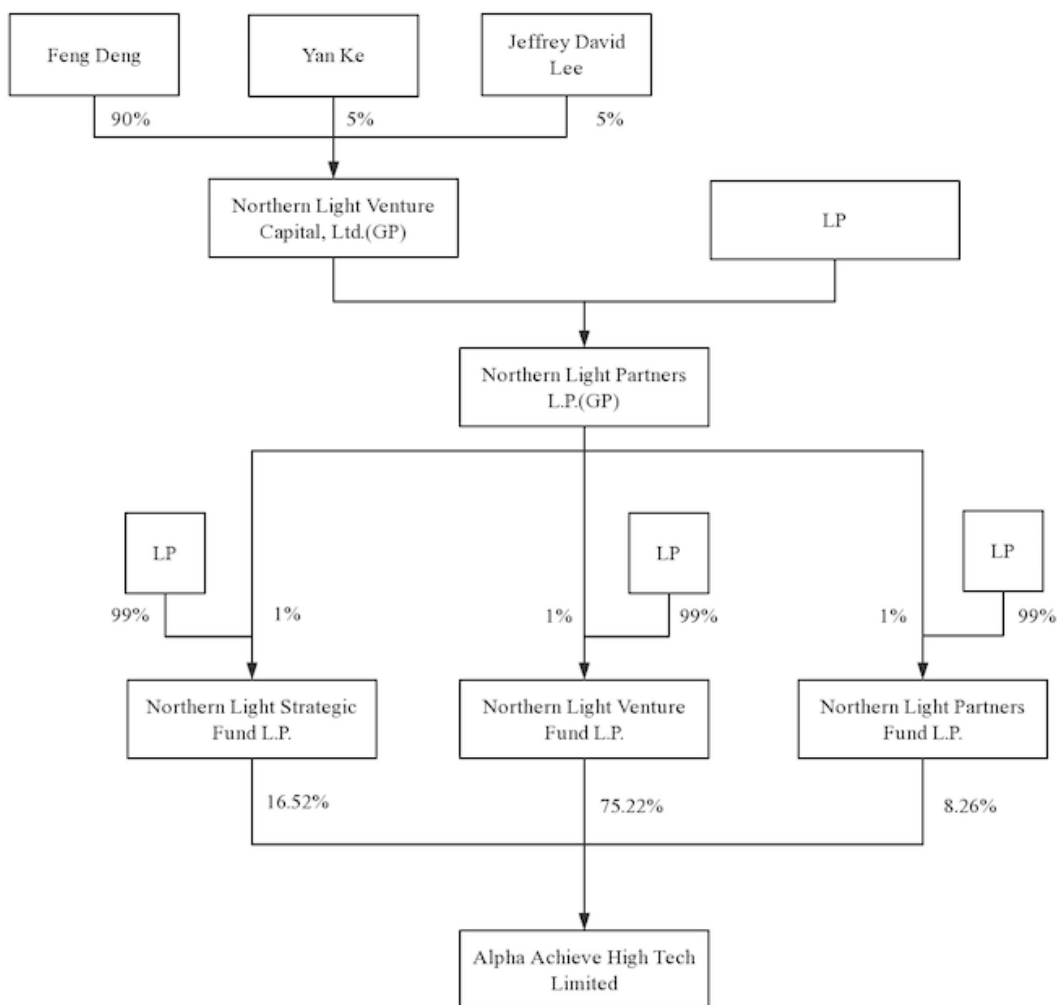 Feng Deng
Yan Ke
Jeffrey David
Lee
90%
5%
5%
Northern Light Venture
Capital, Ltd.(GP)
LP
Northern Light Partners
L.P.(GP)
LP
LP
LP
99%
1%
1%
99%
1%
99%
Northern Light Strategic
Fund L.P.
Northern Light Venture
Fund L.P.
Northern Light Partners
Fund L.P.
16.52%
75.22%
8.26%
Alpha Achieve High Tech
Limited